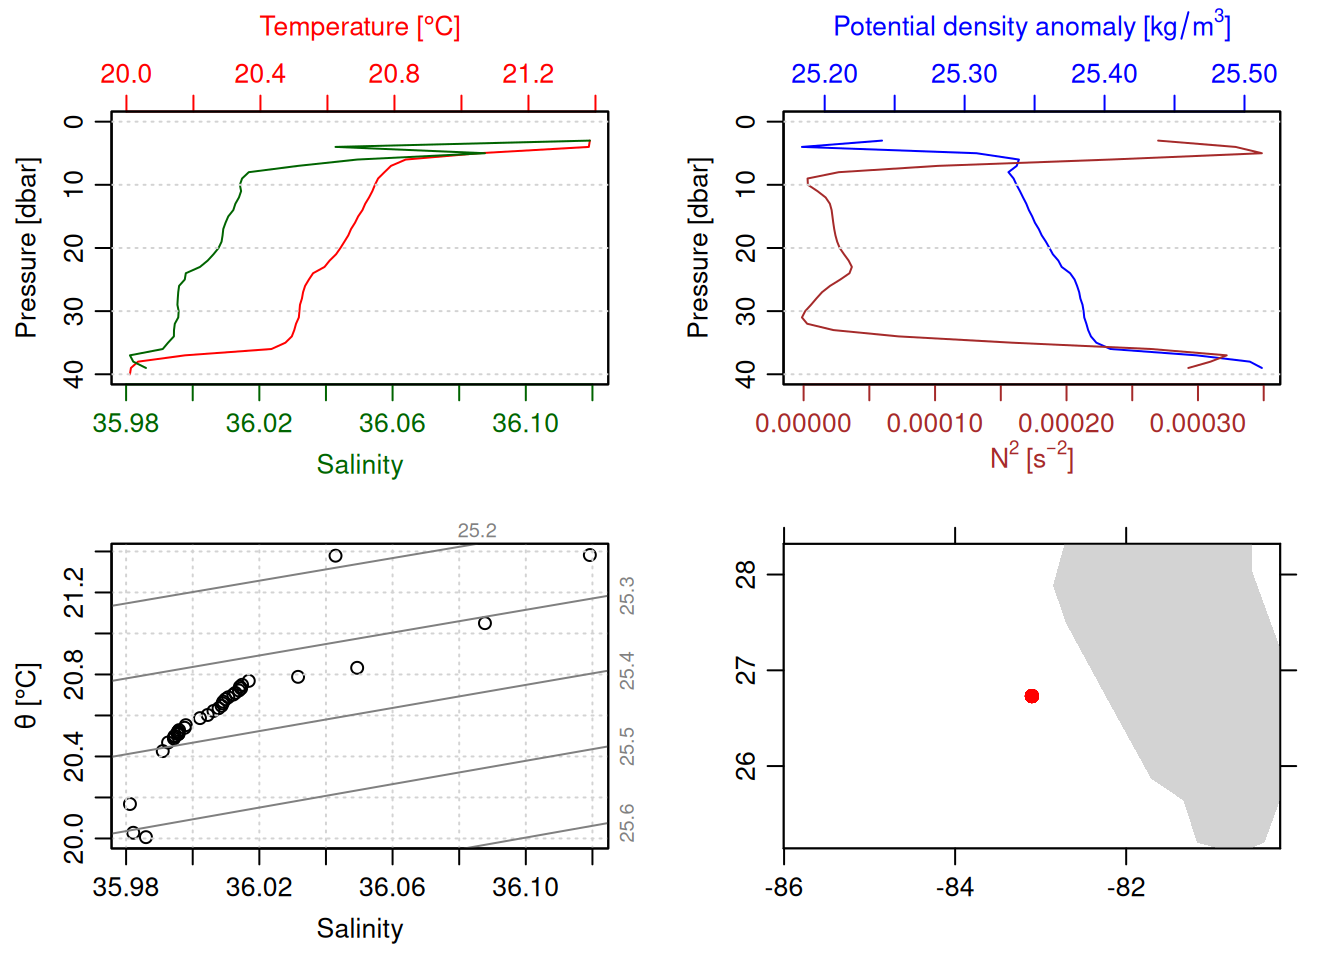 Temperature [°C]
20.0 20.4 20.8 21.2
Pressure [dbar]
0
10
20
30
40
35.98 36.02 36.06 36.10
Salinity
Potential density anomaly [kg/m³]
25.20 25.30 25.40 25.50
Pressure [dbar]
0
10
20
30
40
0.00000 0.00010 0.00020 0.00030
N² [s⁻²]
25.2
25.3
25.4
25.5
25.6
θ [°C]
21.2
20.8
20.4
20.0
35.98 36.02 36.06 36.10
Salinity
28
27
26
-86 -84 -82